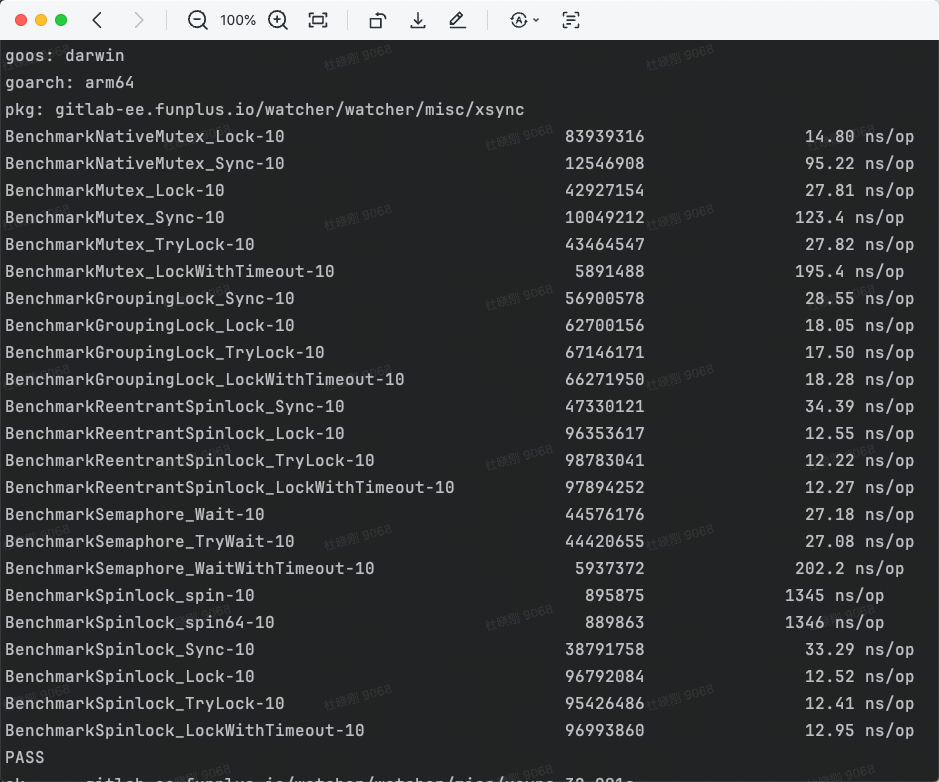 100%
goos: darwin
goarch: arm64
pkg: gitlab-ee.funplus.io/watcher/watcher/misc/xsync
BenchmarkNativeMutex_Lock-10 83939316 14.80 ns/op
BenchmarkNativeMutex_Sync-10 12546908 95.22 ns/op
BenchmarkMutex_Lock-10 42927154 27.81 ns/op
BenchmarkMutex_Sync-10 10049212 123.4 ns/op
BenchmarkMutex_TryLock-10 43464547 27.82 ns/op
BenchmarkMutex_LockWithTimeout-10 5891488 195.4 ns/op
BenchmarkGroupingLock_Sync-10 56900578 28.55 ns/op
BenchmarkGroupingLock_Lock-10 62700156 18.05 ns/op
BenchmarkGroupingLock_TryLock-10 67146171 17.50 ns/op
BenchmarkGroupingLock_LockWithTimeout-10 66271950 18.28 ns/op
BenchmarkReentrantSpinlock_Sync-10 47330121 34.39 ns/op
BenchmarkReentrantSpinlock_Lock-10 96353617 12.55 ns/op
BenchmarkReentrantSpinlock_TryLock-10 98783041 12.22 ns/op
BenchmarkReentrantSpinlock_LockWithTimeout-10 97894252 12.27 ns/op
BenchmarkSemaphore_Wait-10 44576176 27.18 ns/op
BenchmarkSemaphore_TryWait-10 44420655 27.08 ns/op
BenchmarkSemaphore_WaitWithTimeout-10 5937372 202.2 ns/op
BenchmarkSpinlock_spin-10 895875 1345 ns/op
BenchmarkSpinlock_spin64-10 889863 1346 ns/op
BenchmarkSpinlock_Sync-10 38791758 33.29 ns/op
BenchmarkSpinlock_Lock-10 96792084 12.52 ns/op
BenchmarkSpinlock_TryLock-10 95426486 12.41 ns/op
BenchmarkSpinlock_LockWithTimeout-10 96993860 12.95 ns/op
PASS